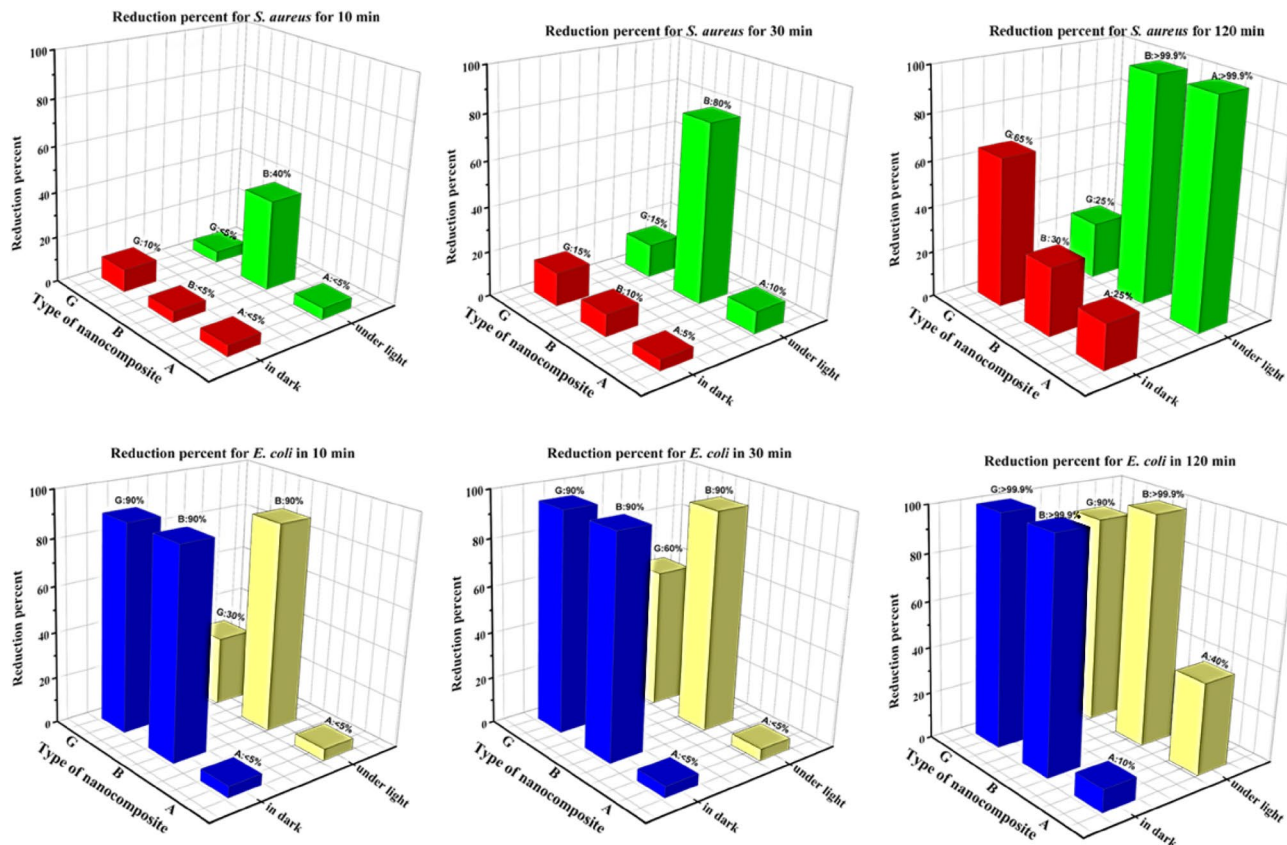 Reduction percent for S. aureus for 10 min
100
80
60
40
20
0
Reduction percent
G:10%
B:<5%
A:<5%
G:<5%
B:40%
A:<5%
G
B
A
Type of nanocomposite
in dark
under light
Reduction percent for S. aureus for 30 min
100
80
60
40
20
0
Reduction percent
G:15%
B:10%
A:5%
G:15%
B:80%
A:10%
G
B
A
Type of nanocomposite
in dark
under light
Reduction percent for S. aureus for 120 min
100
80
60
40
20
0
Reduction percent
G:65%
B:30%
A:25%
G:25%
B:>99.9%
A:>99.9%
G
B
A
Type of nanocomposite
in dark
under light
Reduction percent for E. coli in 10 min
100
80
60
40
20
0
Reduction percent
G:90%
B:90%
A:<5%
G:30%
B:90%
A:<5%
G
B
A
Type of nanocomposite
in dark
under light
Reduction percent for E. coli in 30 min
100
80
60
40
20
0
Reduction percent
G:90%
B:90%
A:<5%
G:60%
B:90%
A:<5%
G
B
A
Type of nanocomposite
in dark
under light
Reduction percent for E. coli in 120 min
100
80
60
40
20
0
Reduction percent
G:>99.9%
B:>99.9%
A:10%
G:90%
B:>99.9%
A:40%
G
B
A
Type of nanocomposite
in dark
under light